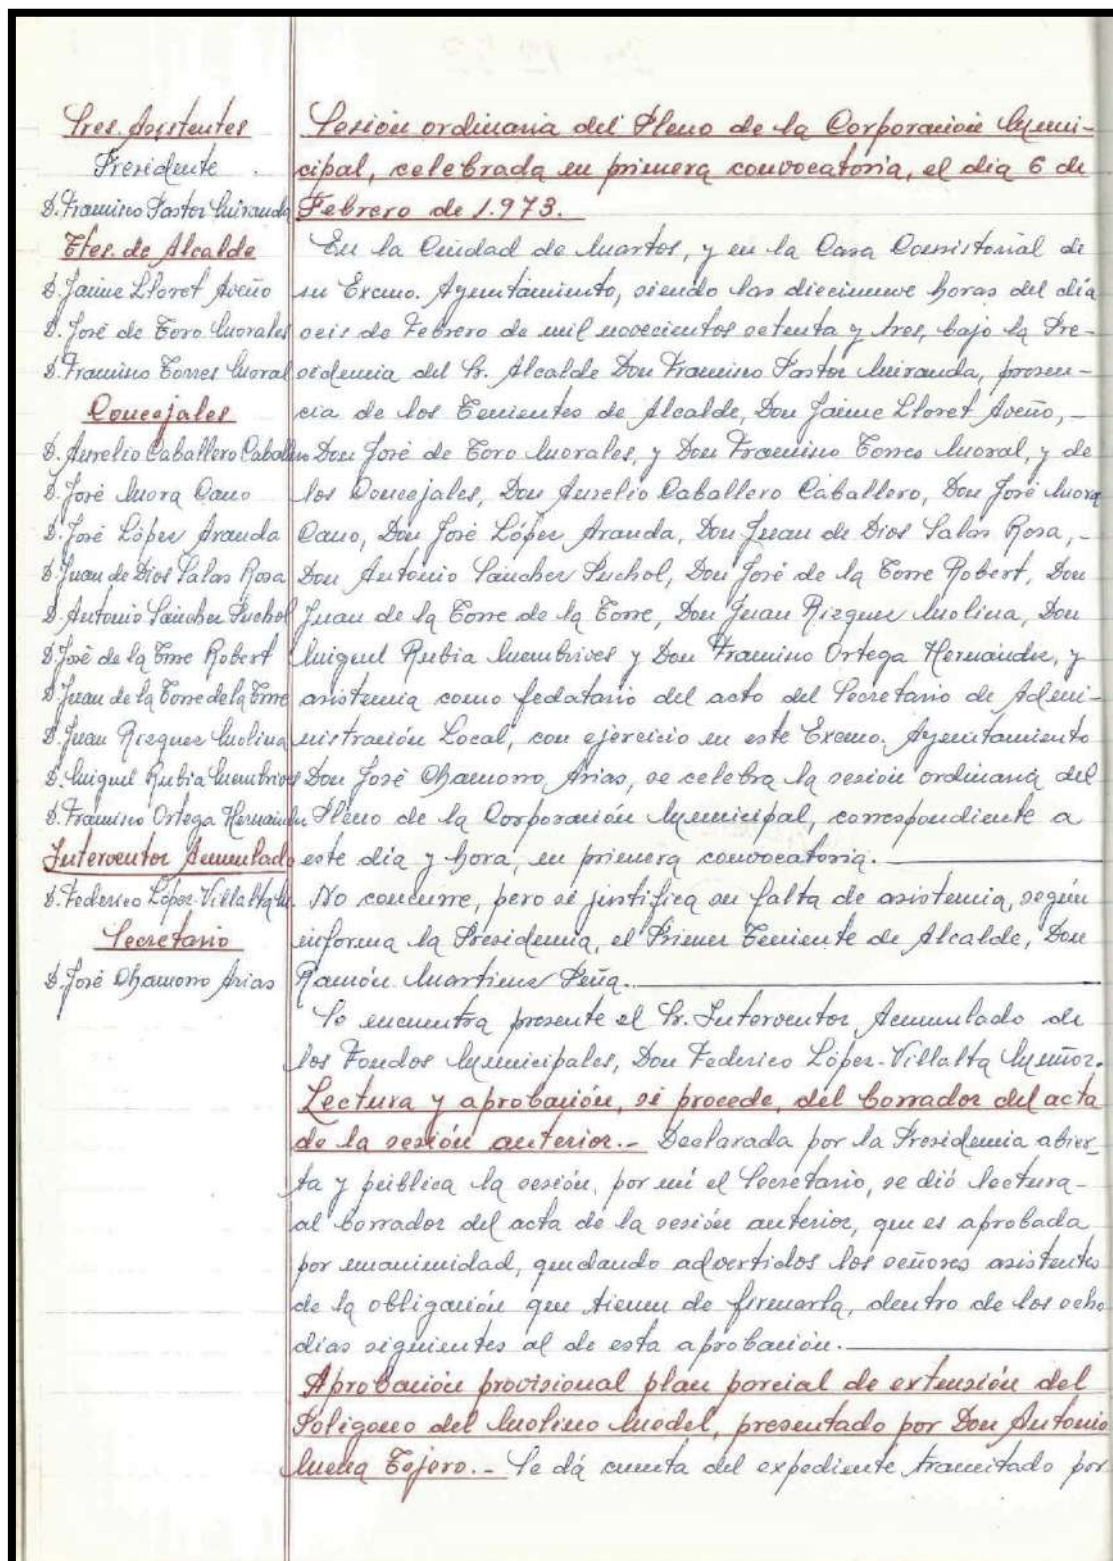 Sres. Asistentes
Presidente
D. Francisco Pastor Miranda
Ttes. de Alcalde
D. Jaime Lloret Aveño
D. José de Toro Morales
D. Francisco Torres Moral
Concejales
D. Aurelio Caballero Caballero
D. José Mora Cano
D. José López Aranda
D. Juan de Dios Salas Rosa
D. Antonio Sánchez Puchol
D. José de la Torre Robert
D. Juan de la Torre de la Torre
D. Juan Rizquez Molina
D. Miguel Rubia Membrives
D. Francisco Ortega Hernández
Interventor Acumulado
D. Federico López-Villalta M.
Secretario
D. José Chamorro Arias
Sesión ordinaria del Pleno de la Corporación Muni-
cipal, celebrada en primera convocatoria, el día 6 de
Febrero de 1.973.
En la Ciudad de Martos, y en la Casa Consistorial de
su Excmo. Ayuntamiento, siendo las diecinueve horas del día
seis de Febrero de mil novecientos setenta y tres, bajo la Pre-
sidencia del Sr. Alcalde Don Francisco Pastor Miranda, presen-
cia de los Tenientes de Alcalde, Don Jaime Lloret Aveño,-
Don José de Toro Morales, y Don Francisco Torres Moral, y de
los Concejales, Don Aurelio Caballero Caballero, Don José Mora
Cano, Don José López Aranda, Don Juan de Dios Salas Rosa,-
Don Antonio Sánchez Puchol, Don José de la Torre Robert, Don
Juan de la Torre de la Torre, Don Juan Rizquez Molina, Don
Miguel Rubia Membrives y Don Francisco Ortega Hernández, y
asistencia como fedatario del acto del Secretario de Admi-
nistración Local, con ejercicio en este Excmo. Ayuntamiento
Don José Chamorro Arias, se celebra la sesión ordinaria del
Pleno de la Corporación Municipal, correspondiente a
este día y hora, en primera convocatoria.
No concurre, pero sí justifica su falta de asistencia, según
informa la Presidencia, el Primer Teniente de Alcalde, Don
Ramón Martínez Peña.
Se encuentra presente el Sr. Interventor Acumulado de
los Fondos Municipales, Don Federico López-Villalta Muñoz.
Lectura y aprobación, si procede, del borrador del acta
de la sesión anterior.- Declarada por la Presidencia abier-
ta y pública la sesión, por mí el Secretario, se dió lectura-
al borrador del acta de la sesión anterior, que es aprobada
por unanimidad, quedando advertidos los señores asistentes
de la obligación que tienen de firmarla, dentro de los ocho
días siguientes al de esta aprobación.
Aprobación provisional plan parcial de extensión del
Polígono del Molino Medel, presentado por Don Antonio
Luena Tejero.- Se dá cuenta del expediente tramitado por